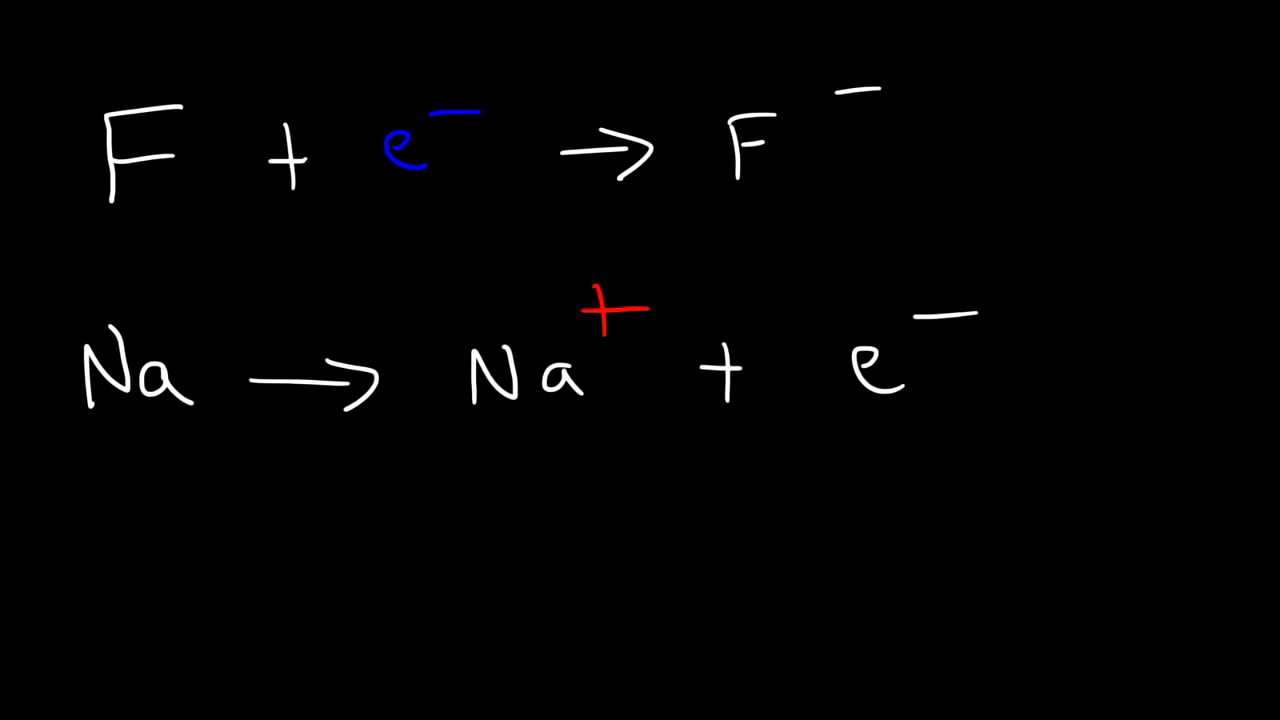 F + e⁻ → F⁻
Na → Na⁺ + e⁻